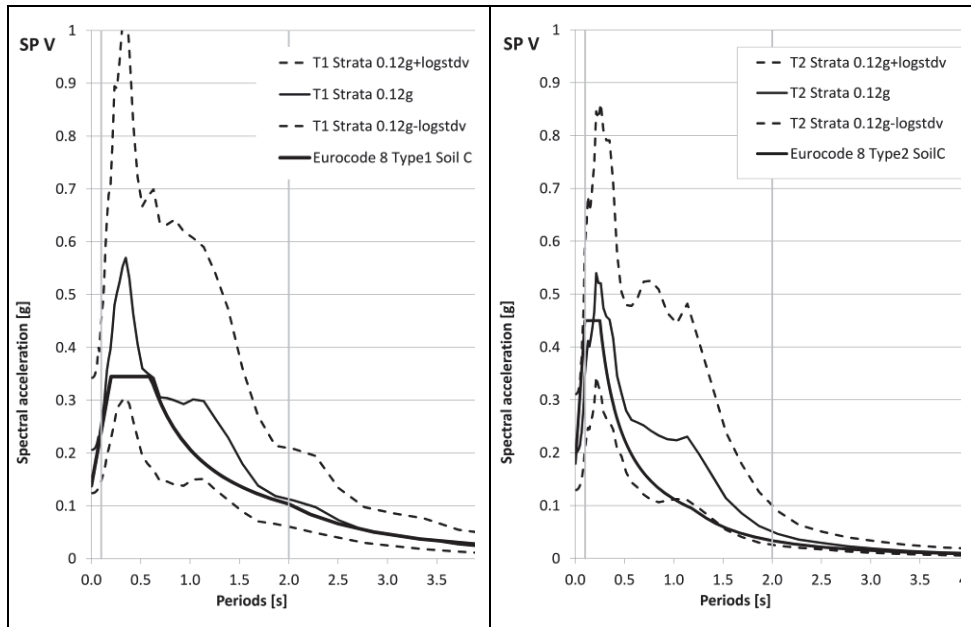 SP V
1
0.9
0.8
0.7
0.6
0.5
0.4
0.3
0.2
0.1
0
Spectral acceleration [g]
T1 Strata 0.12g+logstdv
T1 Strata 0.12g
T1 Strata 0.12g-logstdv
Eurocode 8 Type1 Soil C
0.0 0.5 1.0 1.5 2.0 2.5 3.0 3.5
Periods [s]
SP V
1
0.9
0.8
0.7
0.6
0.5
0.4
0.3
0.2
0.1
0
Spectral acceleration [g]
T2 Strata 0.12g+logstdv
T2 Strata 0.12g
T2 Strata 0.12g-logstdv
Eurocode 8 Type2 SoilC
0.0 0.5 1.0 1.5 2.0 2.5 3.0 3.5 4
Periods [s]